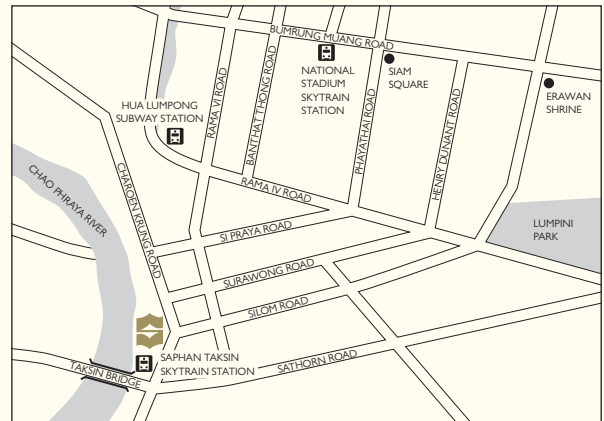 BUMRUNG MUANG ROAD
NATIONAL
STADIUM
SKYTRAIN
STATION
SIAM
SQUARE
ERAWAN
SHRINE
HUA LUMPONG
SUBWAY STATION
RAMA VI ROAD
BANTHAT THONG ROAD
PHAYATHAI ROAD
HENRY DUNANT ROAD
CHAO PHRAYA RIVER
CHAROEN KRUNG ROAD
RAMA IV ROAD
LUMPINI
PARK
SI PRAYA ROAD
SURAWONG ROAD
SILOM ROAD
SAPHAN TAKSIN
SKYTRAIN STATION
SATHORN ROAD
TAKSIN BRIDGE